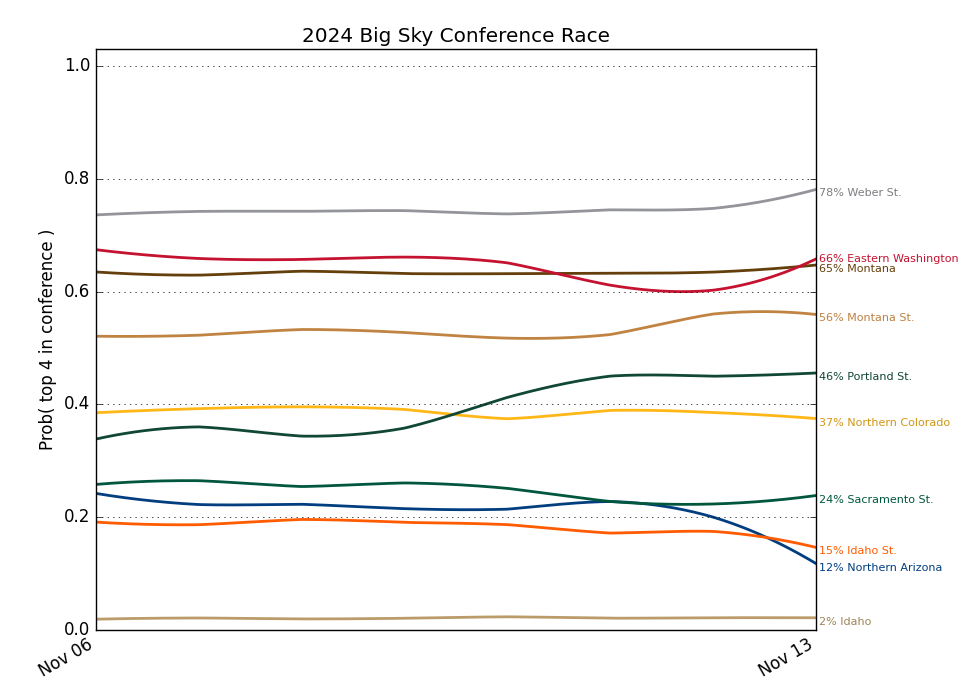 2024 Big Sky Conference Race
1.0
0.8
0.6
0.4
0.2
0.0
Prob( top 4 in conference )
Nov 06
Nov 13
78% Weber St.
66% Eastern Washington
65% Montana
56% Montana St.
46% Portland St.
37% Northern Colorado
24% Sacramento St.
15% Idaho St.
12% Northern Arizona
2% Idaho